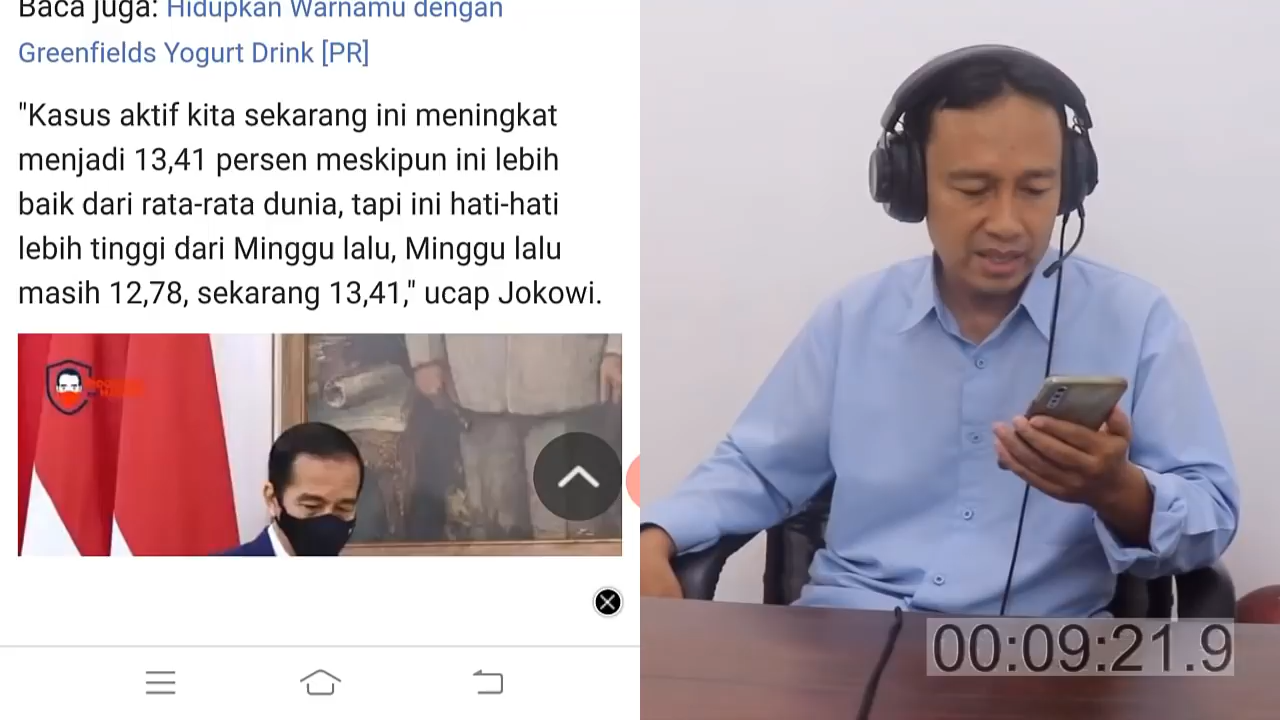 Baca juga: Hidupkan Warnamu dengan
Greenfields Yogurt Drink [PR]
"Kasus aktif kita sekarang ini meningkat
menjadi 13,41 persen meskipun ini lebih
baik dari rata-rata dunia, tapi ini hati-hati
lebih tinggi dari Minggu lalu, Minggu lalu
masih 12,78, sekarang 13,41," ucap Jokowi.
00:09:21.9